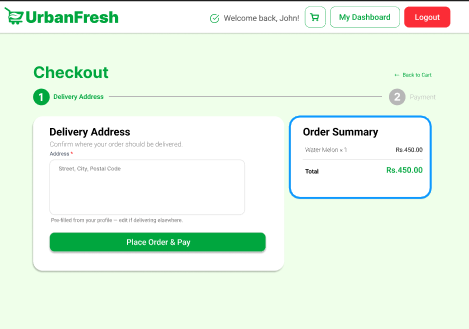 UrbanFresh
Welcome back, John!
My Dashboard
Logout
Checkout
← Back to Cart
1 Delivery Address
2 Payment
Delivery Address
Confirm where your order should be delivered.
Address *
Street, City, Postal Code
Pre-filled from your profile — edit if delivering elsewhere.
Place Order & Pay
Order Summary
Water Melon × 1 Rs.450.00
Total Rs.450.00